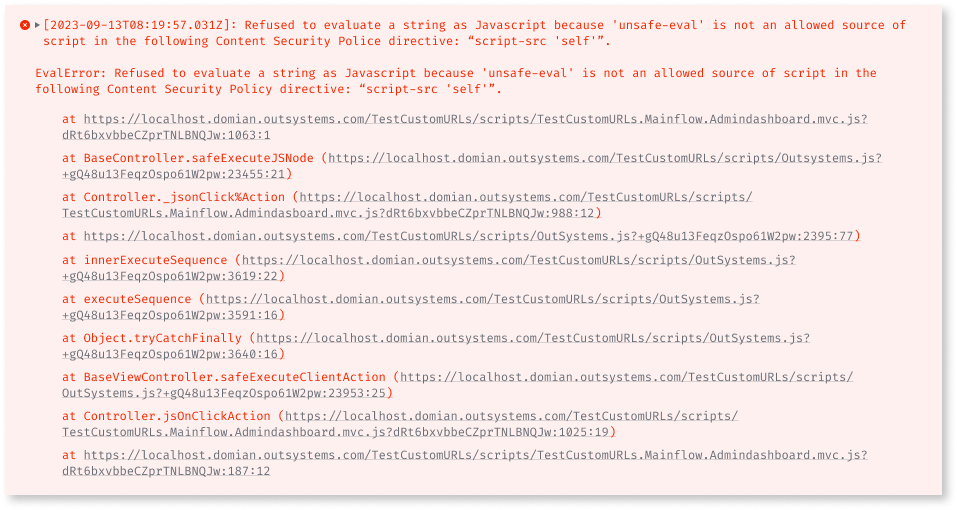 [2023-09-13T08:19:57.031Z]: Refused to evaluate a string as Javascript because 'unsafe-eval' is not an allowed source of
script in the following Content Security Police directive: “script-src 'self'”.
EvalError: Refused to evaluate a string as Javascript because 'unsafe-eval' is not an allowed source of script in the
following Content Security Policy directive: “script-src 'self'”.
at https://localhost.domian.outsystems.com/TestCustomURLs/scripts/TestCustomURLs.Mainflow.Admindashboard.mvc.js?
dRt6bxvbbeCZprTNLBNQJw:1063:1
at BaseController.safeExecuteJSNode (https://localhost.domian.outsystems.com/TestCustomURLs/scripts/Outsystems.js?
+gQ48u13FeqzOspo61W2pw:23455:21)
at Controller._jsonClick%Action (https://localhost.domian.outsystems.com/TestCustomURLs/scripts/
TestCustomURLs.Mainflow.Admindasboard.mvc.js?dRt6bxvbbeCZprTNLBNQJw:988:12)
at https://localhost.domian.outsystems.com/TestCustomURLs/scripts/OutSystems.js?+gQ48u13FeqzOspo61W2pw:2395:77)
at innerExecuteSequence (https://localhost.domian.outsystems.com/TestCustomURLs/scripts/OutSystems.js?
+gQ48u13FeqzOspo61W2pw:3619:22)
at executeSequence (https://localhost.domian.outsystems.com/TestCustomURLs/scripts/OutSystems.js?
+gQ48u13FeqzOspo61W2pw:3591:16)
at Object.tryCatchFinally (https://localhost.domian.outsystems.com/TestCustomURLs/scripts/OutSystems.js?
+gQ48u13FeqzOspo61W2pw:3640:16)
at BaseViewController.safeExecuteClientAction (https://localhost.domian.outsystems.com/TestCustomURLs/scripts/
OutSystems.js?+gQ48u13FeqzOspo61W2pw:23953:25)
at Controller.jsOnClickAction (https://localhost.domian.outsystems.com/TestCustomURLs/scripts/
TestCustomURLs.Mainflow.Admindashboard.mvc.js?dRt6bxvbbeCZprTNLBNQJw:1025:19)
at https://localhost.domian.outsystems.com/TestCustomURLs/scripts/TestCustomURLs.Mainflow.Admindashboard.mvc.js?
dRt6bxvbbeCZprTNLBNQJw:187:12